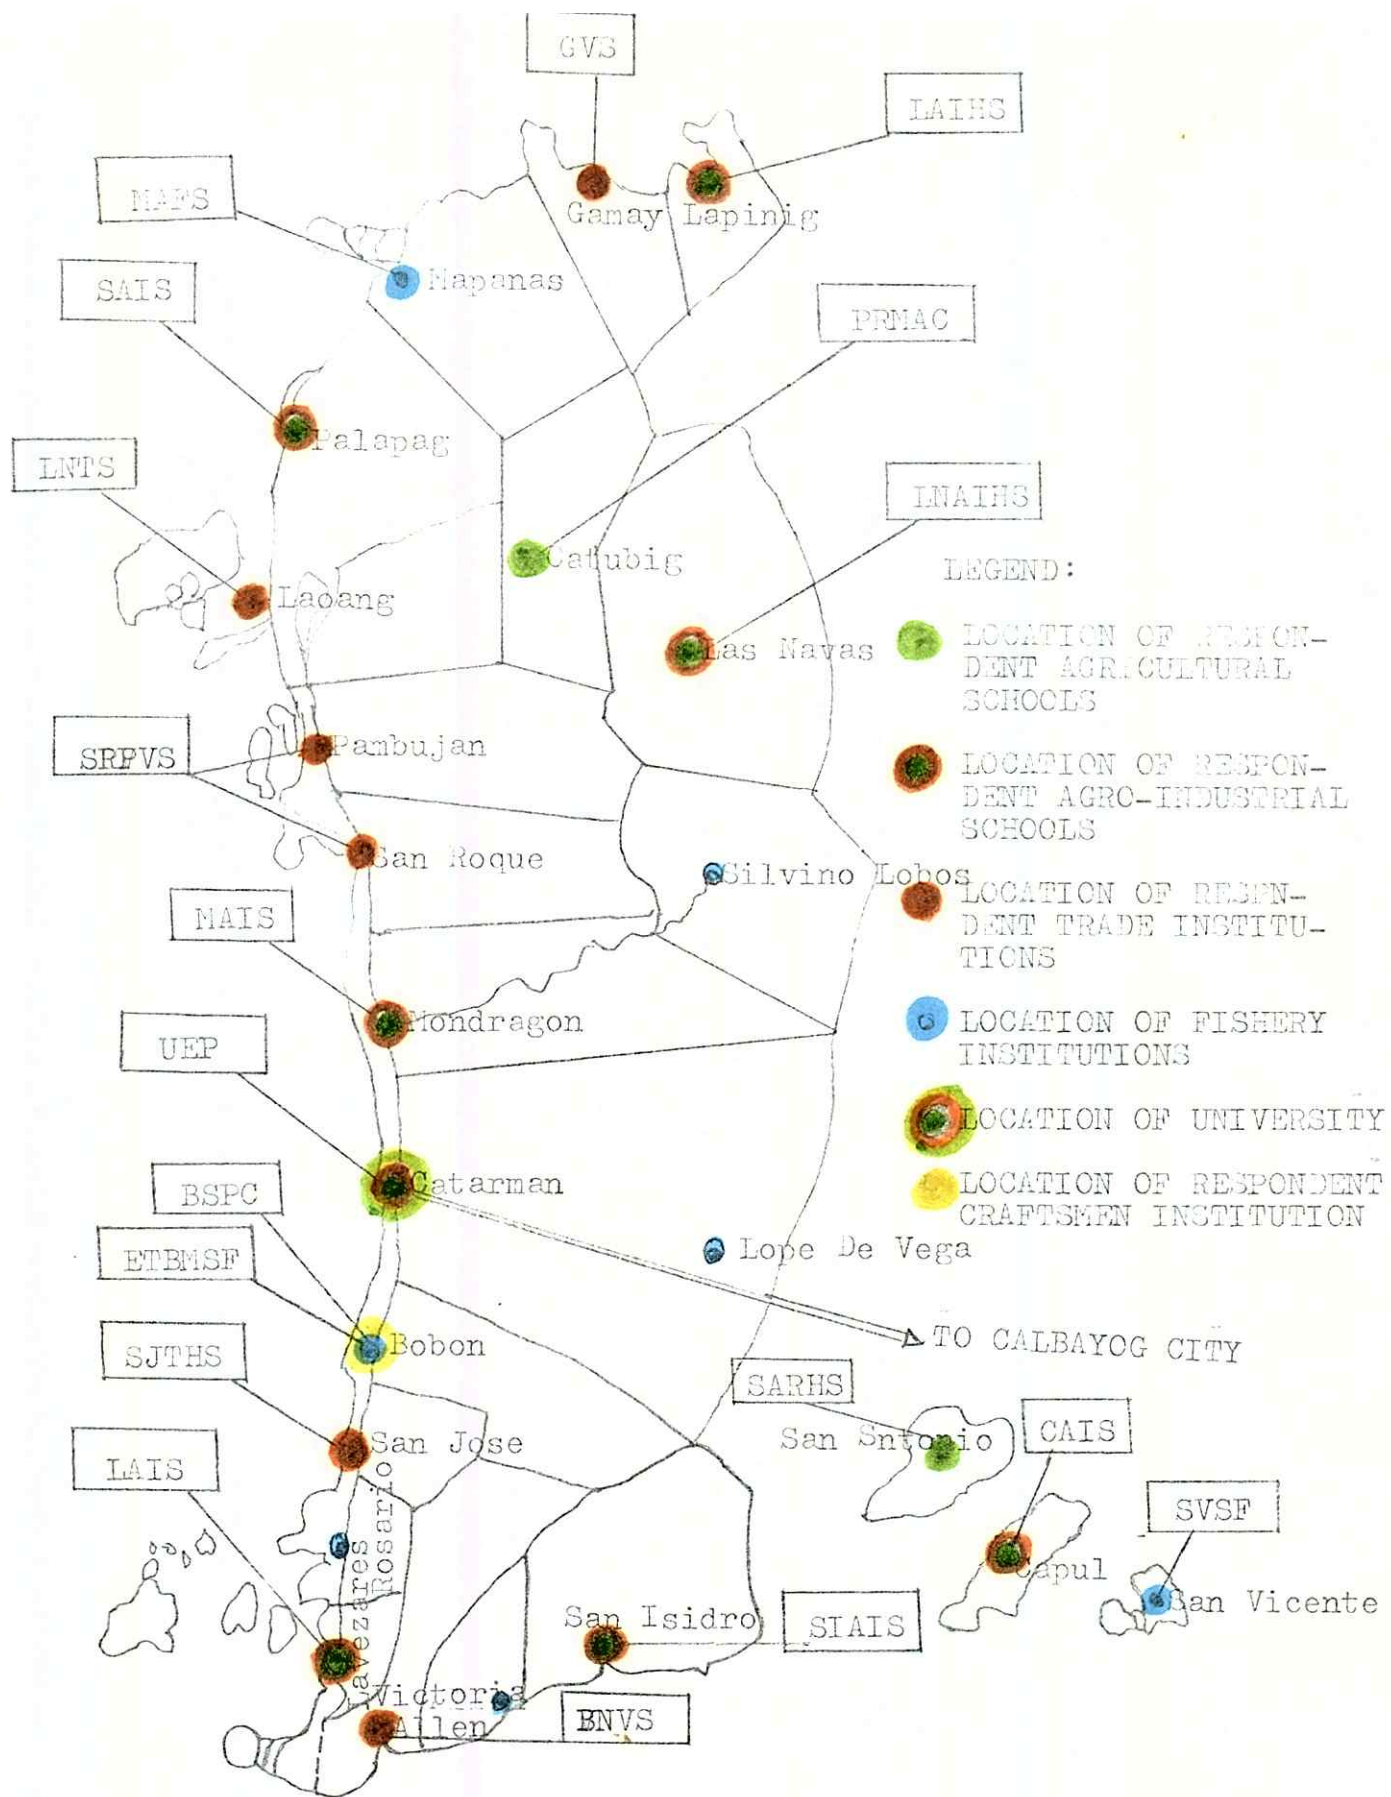 GVS
LAIHS
MAFS
Gamay Lapinig
SAIS
Mapanas
PRMAC
Palapag
LNTS
LNAIHS
Catubig
LEGEND:
Laoang
LOCATION OF RESPON-
DENT AGRICULTURAL
SCHOOLS
Las Navas
SRPVS
Pambujan
LOCATION OF RESPON-
DENT AGRO-INDUSTRIAL
SCHOOLS
San Roque
Silvino Lobos
LOCATION OF RESPN-
DENT TRADE INSTITU-
TIONS
MAIS
Mondragon
LOCATION OF FISHERY
INSTITUTIONS
UEP
LOCATION OF UNIVERSITY
Catarman
LOCATION OF RESPONDENT
CRAFTSMEN INSTITUTION
BSPC
ETBMSF
Lope De Vega
Bobon
TO CALBAYOG CITY
SJTHS
SARHS
San Jose
San Sntonio
CAIS
LAIS
Rosario
SVSF
Lavezares
Capul
San Vicente
San Isidro
SIAIS
Victoria
Allen
BNVS